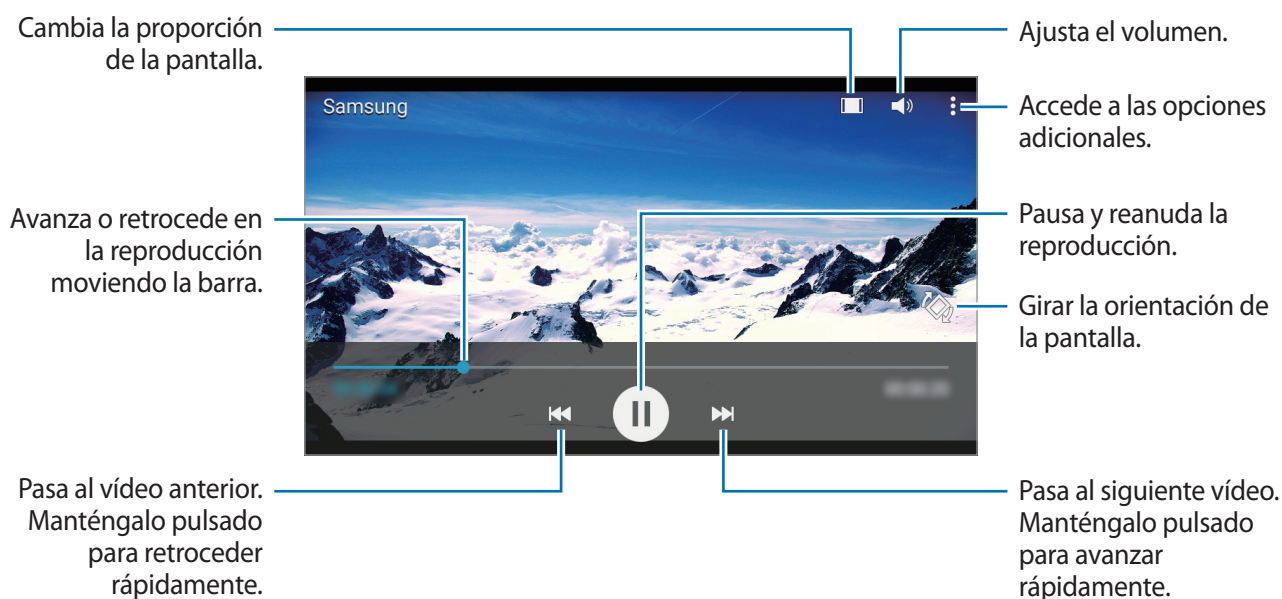 Cambia la proporción
de la pantalla.
Ajusta el volumen.
Samsung
Accede a las opciones
adicionales.
Avanza o retrocede en
la reproducción
moviendo la barra.
Pausa y reanuda la
reproducción.
Girar la orientación de
la pantalla.
Pasa al vídeo anterior.
Manténgalo pulsado
para retroceder
rápidamente.
Pasa al siguiente vídeo.
Manténgalo pulsado
para avanzar
rápidamente.